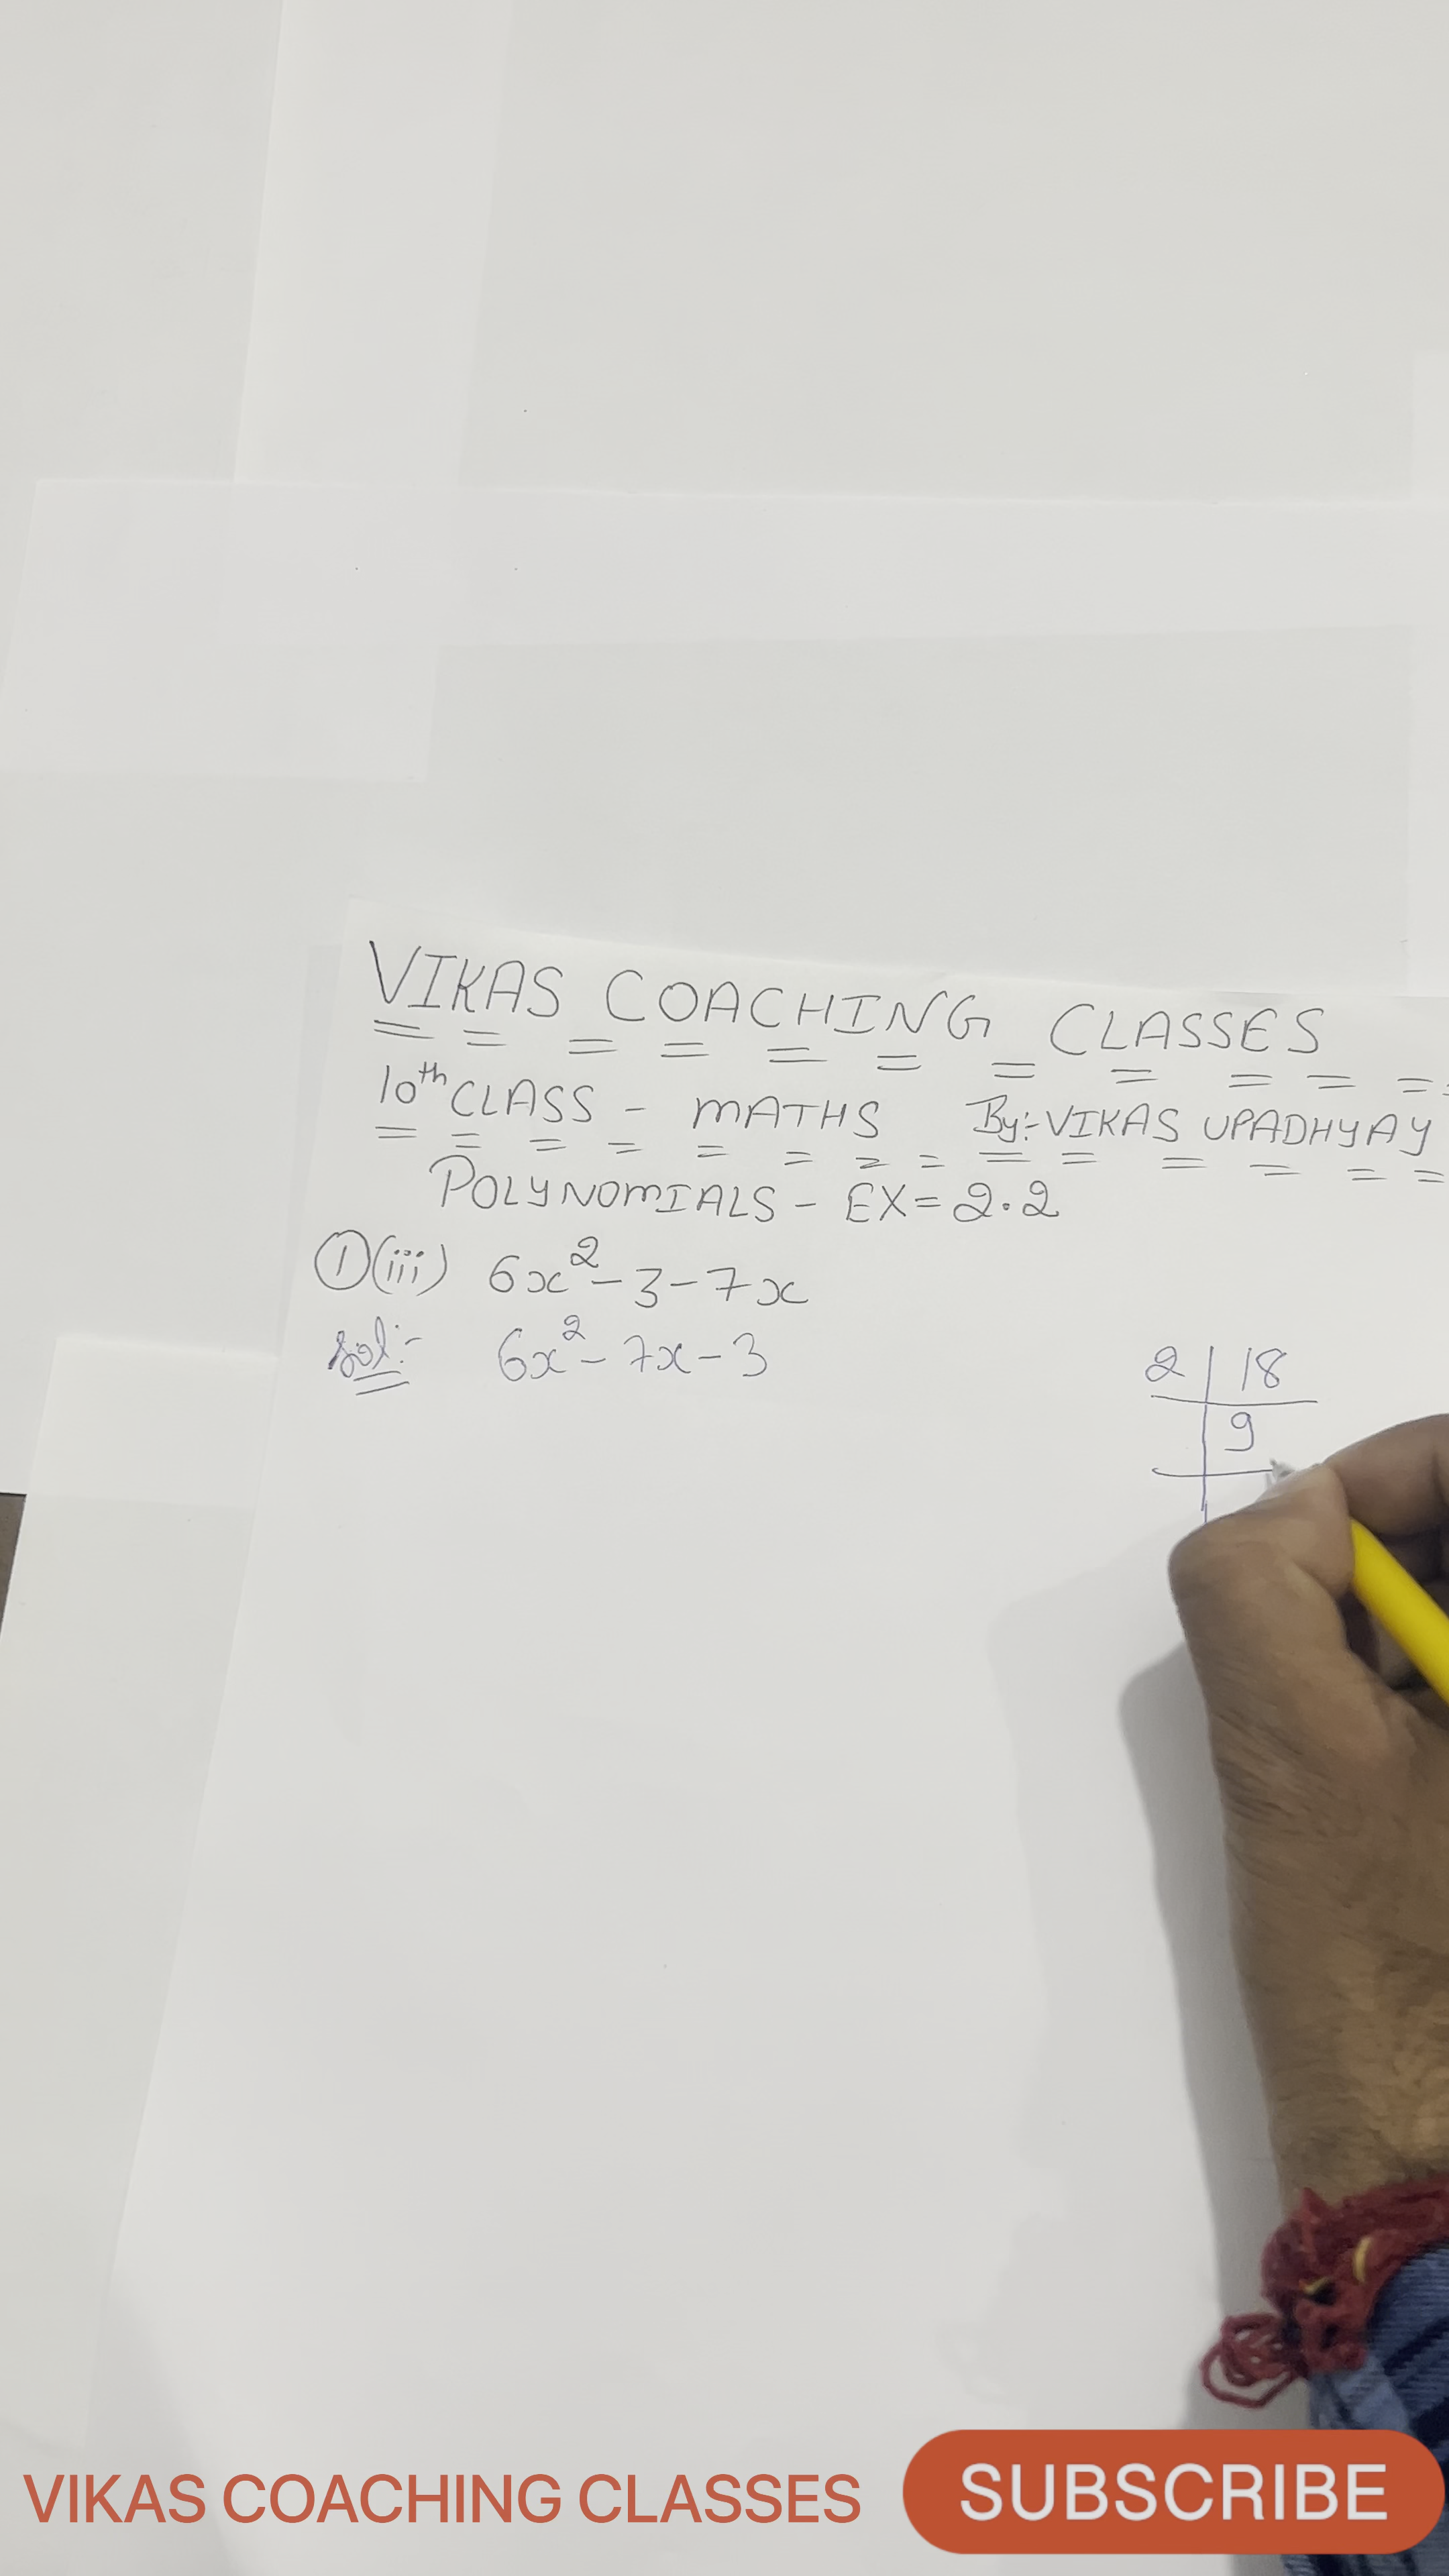 VIKAS COACHING CLASSES
10th CLASS - MATHS By:- VIKAS UPADHYAY
POLYNOMIALS - EX = 2.2
①(iii) 6x² - 3 - 7x
Sol:- 6x² - 7x - 3
2 | 18
9
VIKAS COACHING CLASSES
SUBSCRIBE